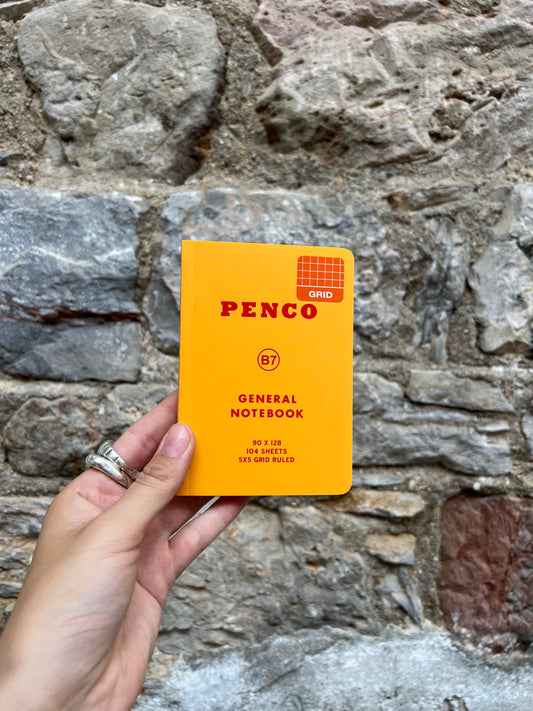 GRID
PENCO
B7
GENERAL
NOTEBOOK
90 X 128
104 SHEETS
5X5 GRID RULED